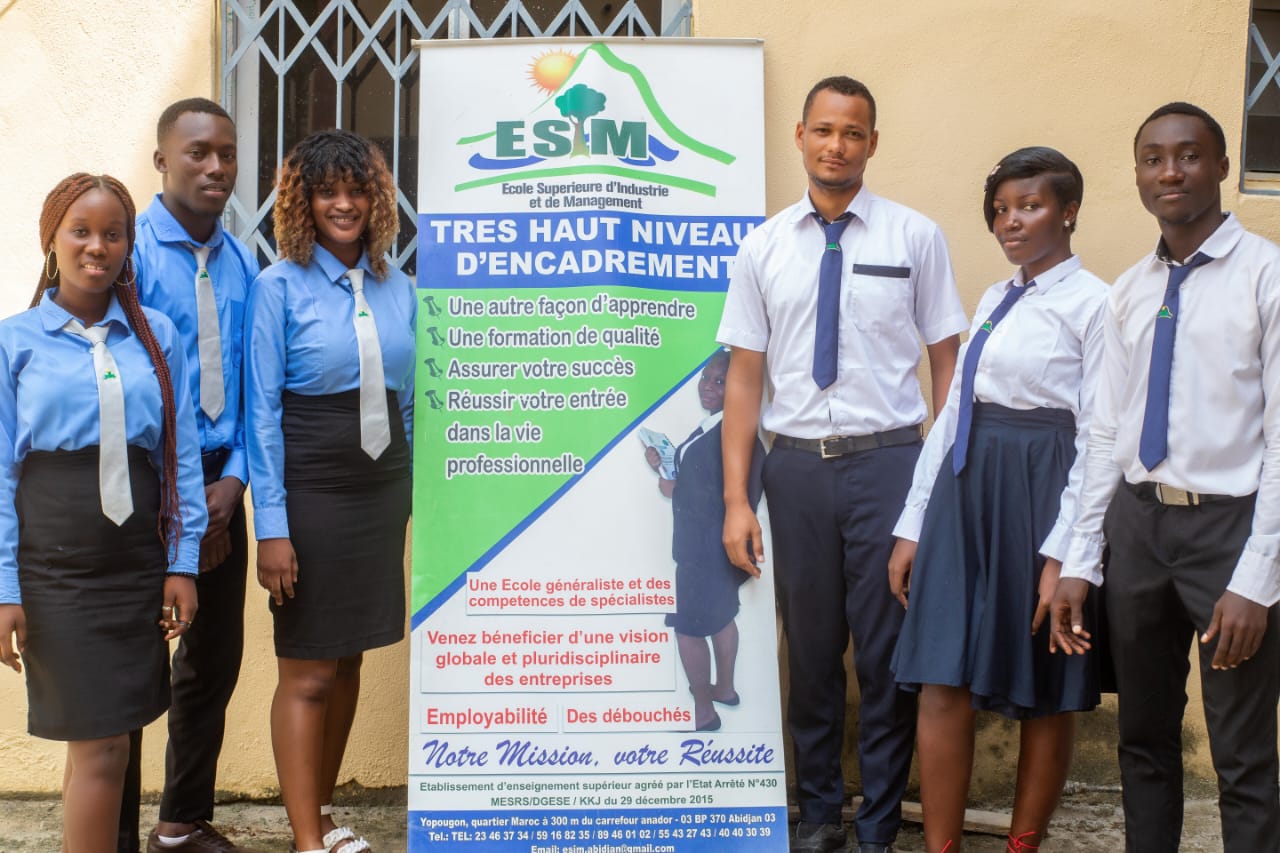 ESIM
Ecole Superieure d'Industrie
et de Management
TRES HAUT NIVEAU
D'ENCADREMENT
Une autre façon d'apprendre
Une formation de qualité
Assurer votre succès
Réussir votre entrée
dans la vie
professionnelle
Une Ecole généraliste et des
competences de spécialistes
Venez béneficier d'une vision
globale et pluridisciplinaire
des entreprises
Employabilité
Des débouchés
Notre Mission, votre Réussite
Etablissement d'enseignement supérieur agréé par l'Etat Arrêté N°430
MESRS/DGESE / KKJ du 29 décembre 2015
Yopougon, quartier Maroc à 300 m du carrefour anador - 03 BP 370 Abidjan 03
Tel.: TEL: 23 46 37 34 / 59 16 82 35 / 89 46 01 02 / 55 43 27 43 / 40 40 30 39
Email: esim.abidjan@gmail.com